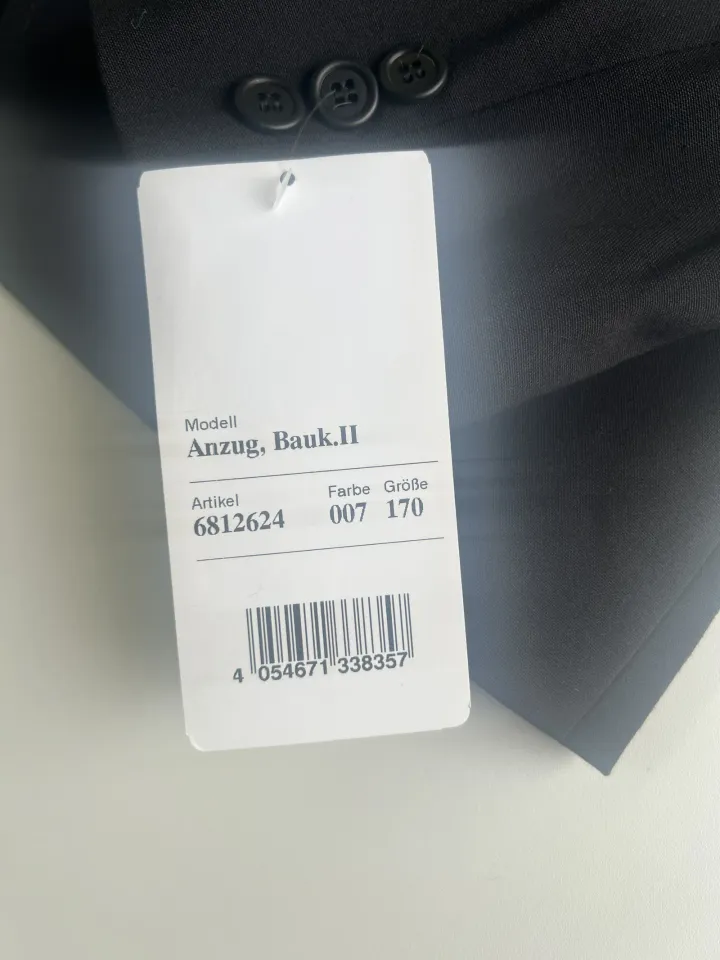 Modell
Anzug, Bauk.II
Artikel Farbe Größe
6812624 007 170
4 054671 338357